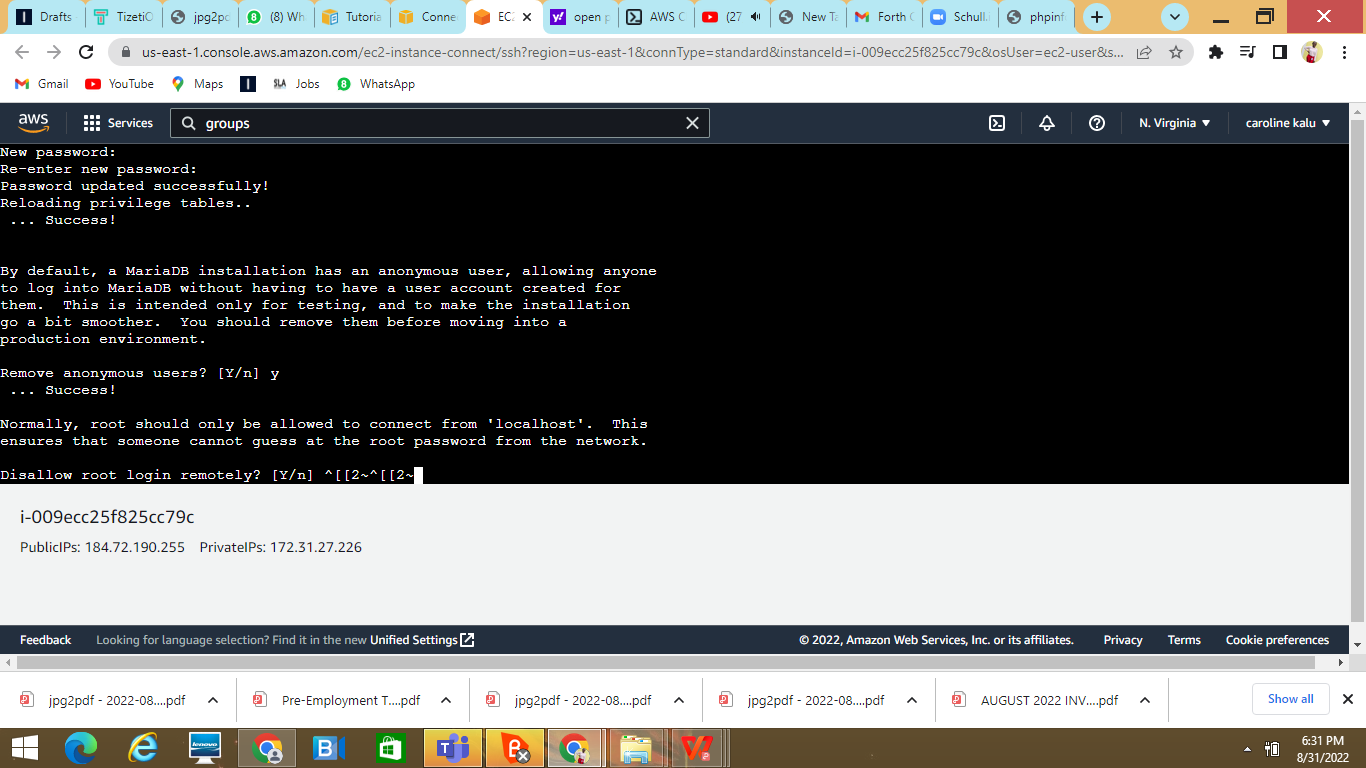 Drafts
TizetiO
jpg2pd
(8) Wh
Tutoria
Conne
EC2
open p
AWS C
(27
New Ta
Forth C
Schull.i
phpinf
us-east-1.console.aws.amazon.com/ec2-instance-connect/ssh?region=us-east-1&connType=standard&instanceId=i-009ecc25f825cc79c&osUser=ec2-user&s...
Gmail YouTube Maps SLA Jobs 8 WhatsApp
aws Services groups N. Virginia caroline kalu
New password:
Re-enter new password:
Password updated successfully!
Reloading privilege tables..
... Success!
By default, a MariaDB installation has an anonymous user, allowing anyone
to log into MariaDB without having to have a user account created for
them. This is intended only for testing, and to make the installation
go a bit smoother. You should remove them before moving into a
production environment.
Remove anonymous users? [Y/n] y
... Success!
Normally, root should only be allowed to connect from 'localhost'. This
ensures that someone cannot guess at the root password from the network.
Disallow root login remotely? [Y/n] ^[[2~^[[2~
i-009ecc25f825cc79c
PublicIPs: 184.72.190.255 PrivateIPs: 172.31.27.226
Feedback Looking for language selection? Find it in the new Unified Settings © 2022, Amazon Web Services, Inc. or its affiliates. Privacy Terms Cookie preferences
jpg2pdf - 2022-08....pdf Pre-Employment T....pdf jpg2pdf - 2022-08....pdf jpg2pdf - 2022-08....pdf AUGUST 2022 INV....pdf Show all
lenovo
6:31 PM
8/31/2022